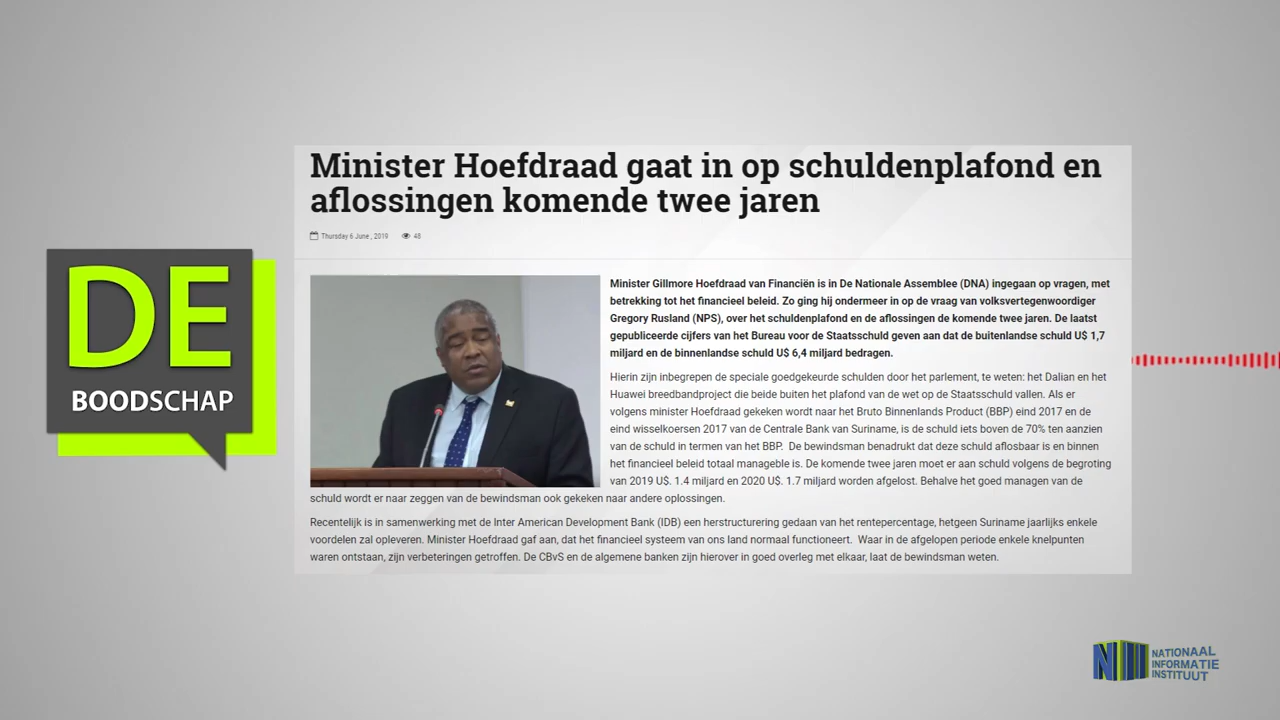 DE
BOODSCHAP
Minister Hoefdraad gaat in op schuldenplafond en
aflossingen komende twee jaren
Thursday 6 June , 2019 48
Minister Gillmore Hoefdraad van Financiën is in De Nationale Assemblee (DNA) ingegaan op vragen, met
betrekking tot het financieel beleid. Zo ging hij ondermeer in op de vraag van volksvertegenwoordiger
Gregory Rusland (NPS), over het schuldenplafond en de aflossingen de komende twee jaren. De laatst
gepubliceerde cijfers van het Bureau voor de Staatsschuld geven aan dat de buitenlandse schuld U$ 1,7
miljard en de binnenlandse schuld U$ 6,4 miljard bedragen.
Hierin zijn inbegrepen de speciale goedgekeurde schulden door het parlement, te weten: het Dalian en het
Huawei breedbandproject die beide buiten het plafond van de wet op de Staatsschuld vallen. Als er
volgens minister Hoefdraad gekeken wordt naar het Bruto Binnenlands Product (BBP) eind 2017 en de
eind wisselkoersen 2017 van de Centrale Bank van Suriname, is de schuld iets boven de 70% ten aanzien
van de schuld in termen van het BBP. De bewindsman benadrukt dat deze schuld aflosbaar is en binnen
het financieel beleid totaal manageble is. De komende twee jaren moet er aan schuld volgens de begroting
van 2019 U$. 1.4 miljard en 2020 U$. 1.7 miljard worden afgelost. Behalve het goed managen van de
schuld wordt er naar zeggen van de bewindsman ook gekeken naar andere oplossingen.
Recentelijk is in samenwerking met de Inter American Development Bank (IDB) een herstructurering gedaan van het rentepercentage, hetgeen Suriname jaarlijks enkele
voordelen zal opleveren. Minister Hoefdraad gaf aan, dat het financieel systeem van ons land normaal functioneert. Waar in de afgelopen periode enkele knelpunten
waren ontstaan, zijn verbeteringen getroffen. De CBvS en de algemene banken zijn hierover in goed overleg met elkaar, laat de bewindsman weten.
NATIONAAL
INFORMATIE
INSTITUUT